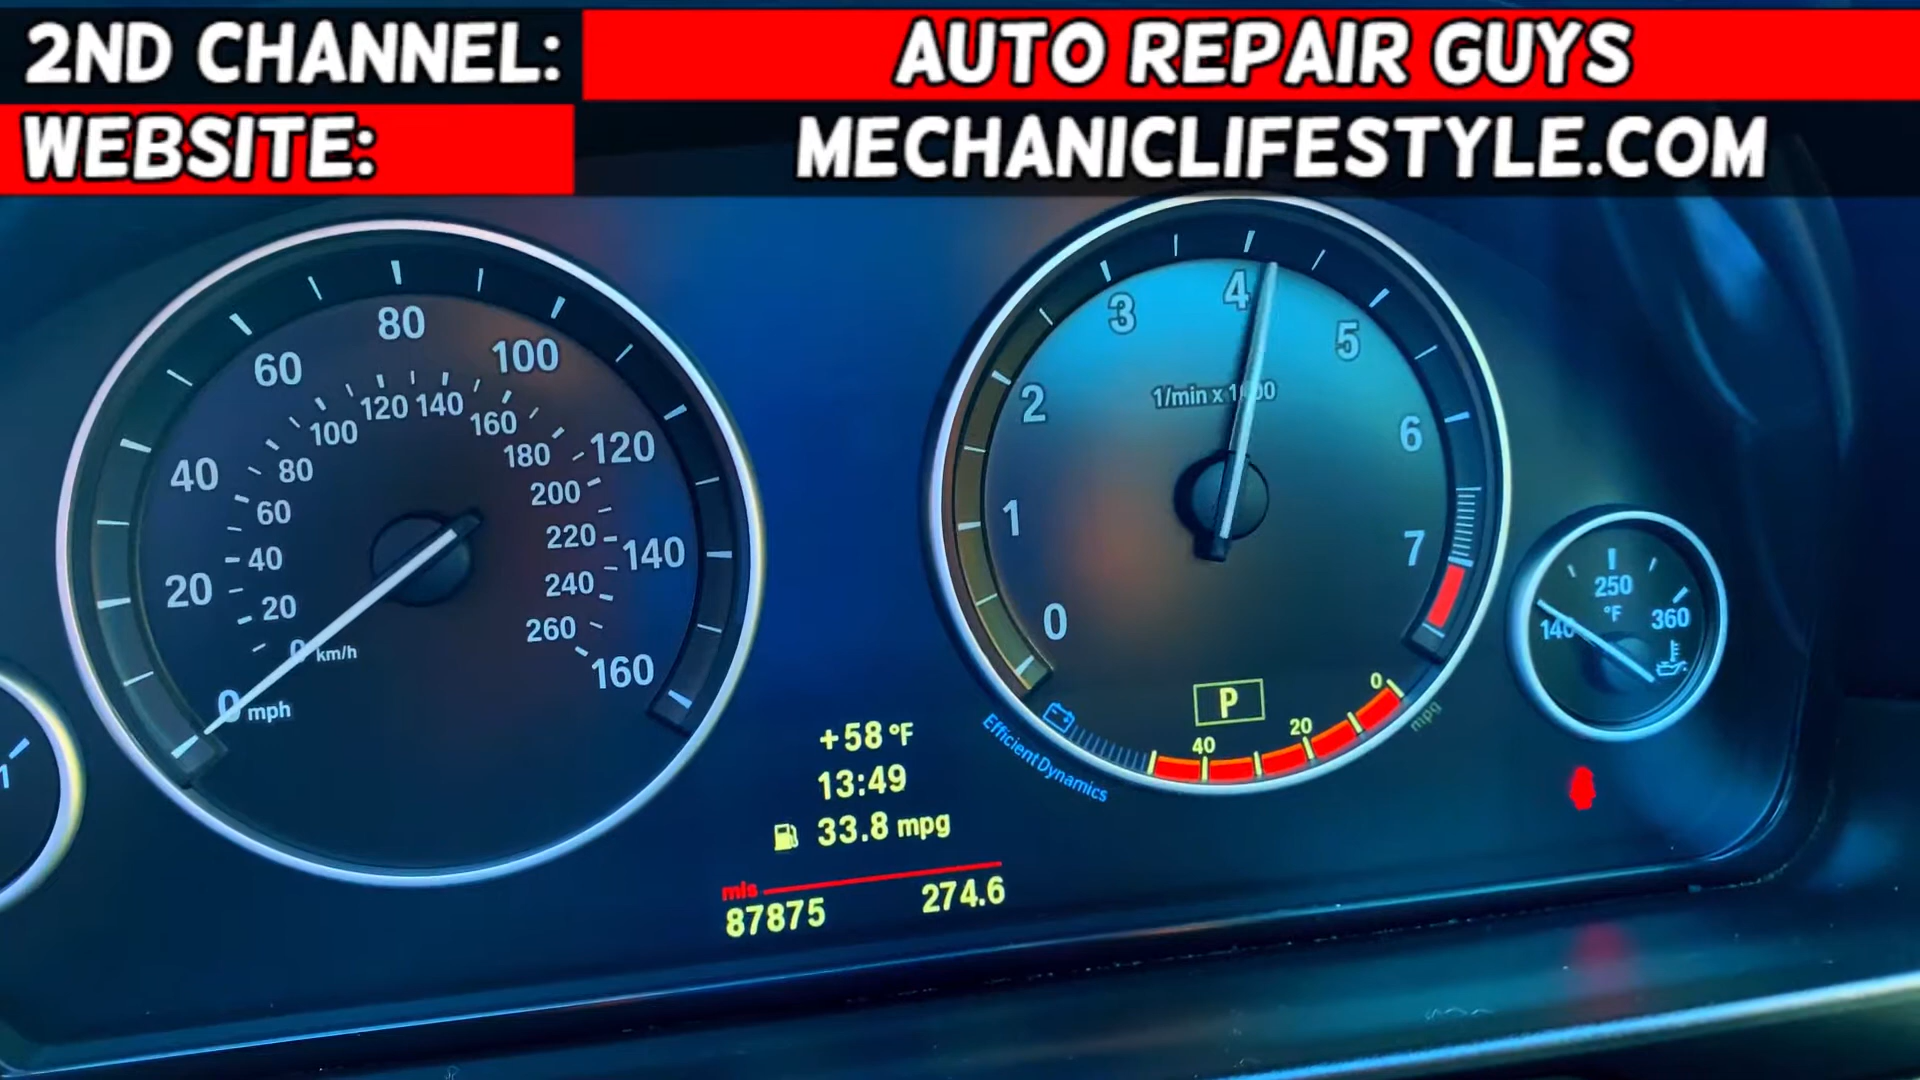 2ND CHANNEL: AUTO REPAIR GUYS
WEBSITE: MECHANICLIFESTYLE.COM
0 20 40 60 80 100 120 140 160
mph
0 20 40 60 80 100 120 140 160 180 200 220 240 260
km/h
0 1 2 3 4 5 6 7
1/min x 1000
P
40 20 0
mpg
EfficientDynamics
140 250 360
°F
1
+58 °F
13:49
33.8 mpg
mls
87875 274.6